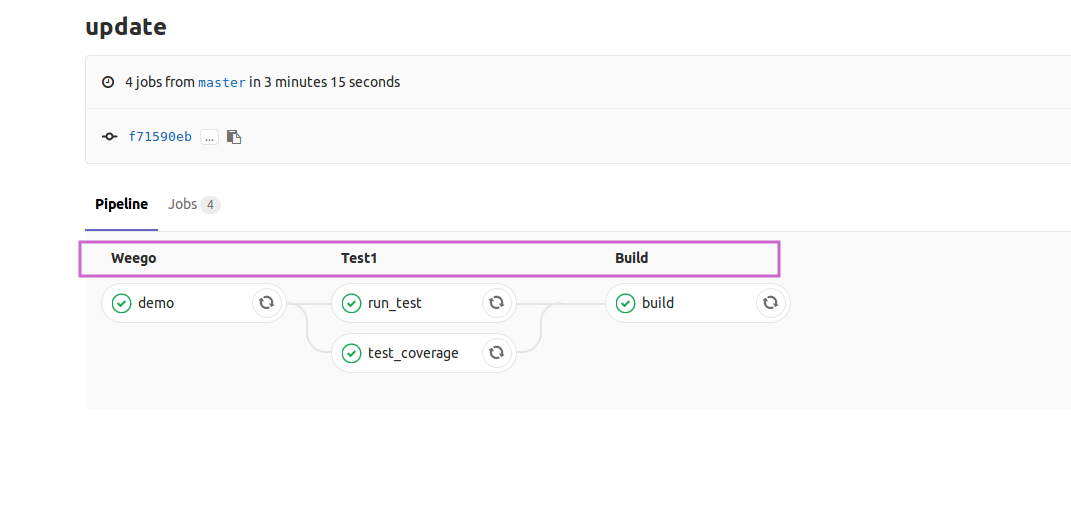 update
4 jobs from master in 3 minutes 15 seconds
f71590eb ...
Pipeline Jobs 4
Weego Test1 Build
demo run_test build
test_coverage